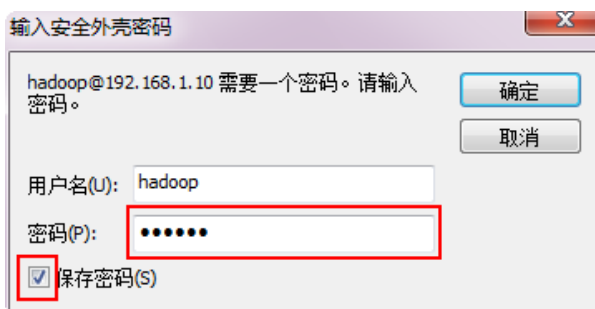 输入安全外壳密码
hadoop@192.168.1.10 需要一个密码。请输入
密码。
确定
取消
用户名(U): hadoop
密码(P): ●●●●●●
保存密码(S)